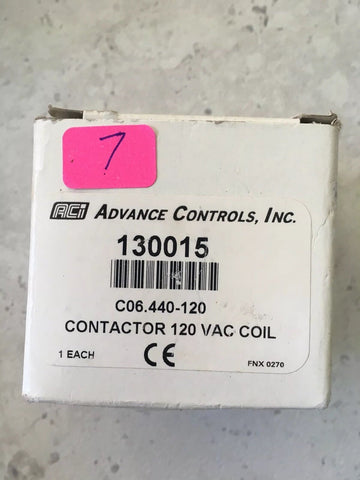 7
ACI ADVANCE CONTROLS, INC.
130015
C06.440-120
CONTACTOR 120 VAC COIL
1 EACH CE FNX 0270